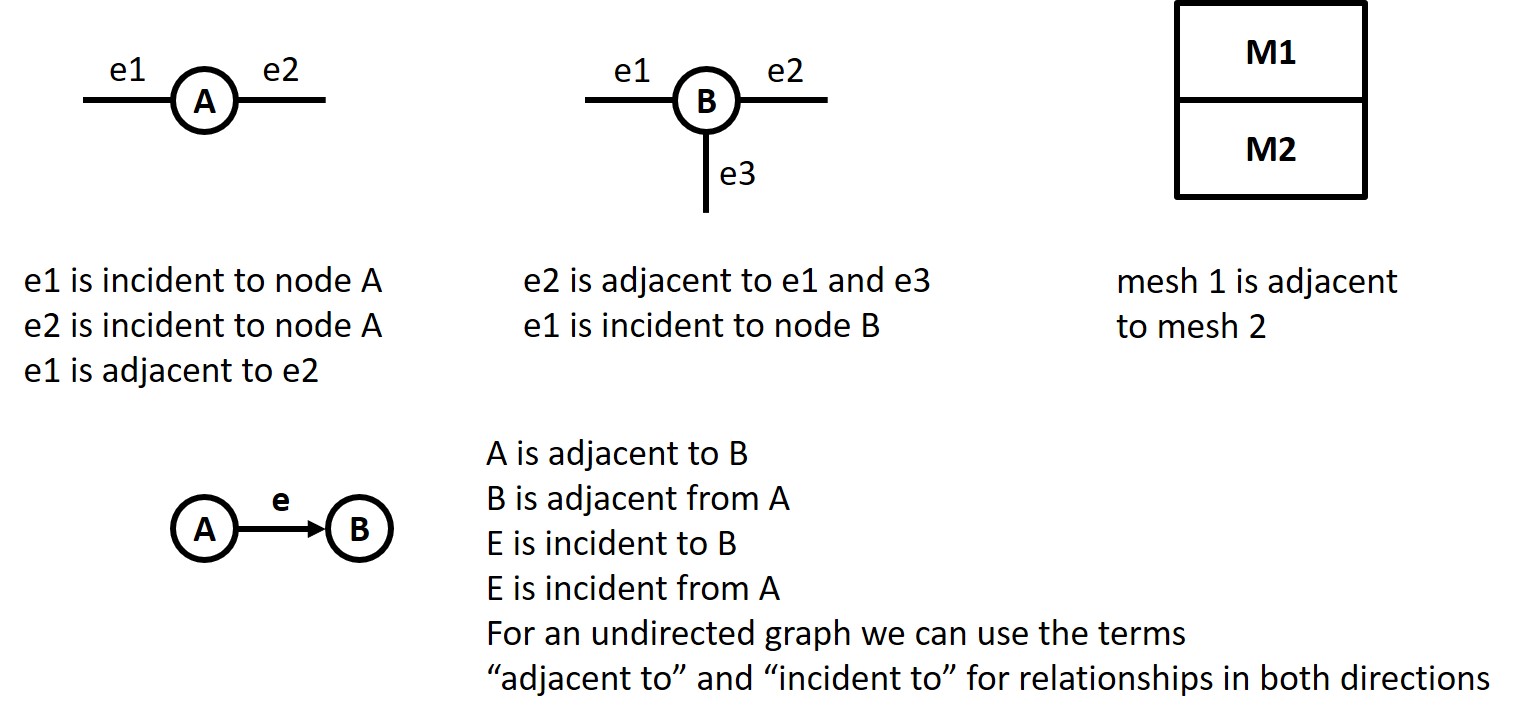 e1
A
e2
e1
B
e2
e3
M1
M2
e1 is incident to node A
e2 is incident to node A
e1 is adjacent to e2
e2 is adjacent to e1 and e3
e1 is incident to node B
mesh 1 is adjacent
to mesh 2
A
e
B
A is adjacent to B
B is adjacent from A
E is incident to B
E is incident from A
For an undirected graph we can use the terms
“adjacent to” and “incident to” for relationships in both directions